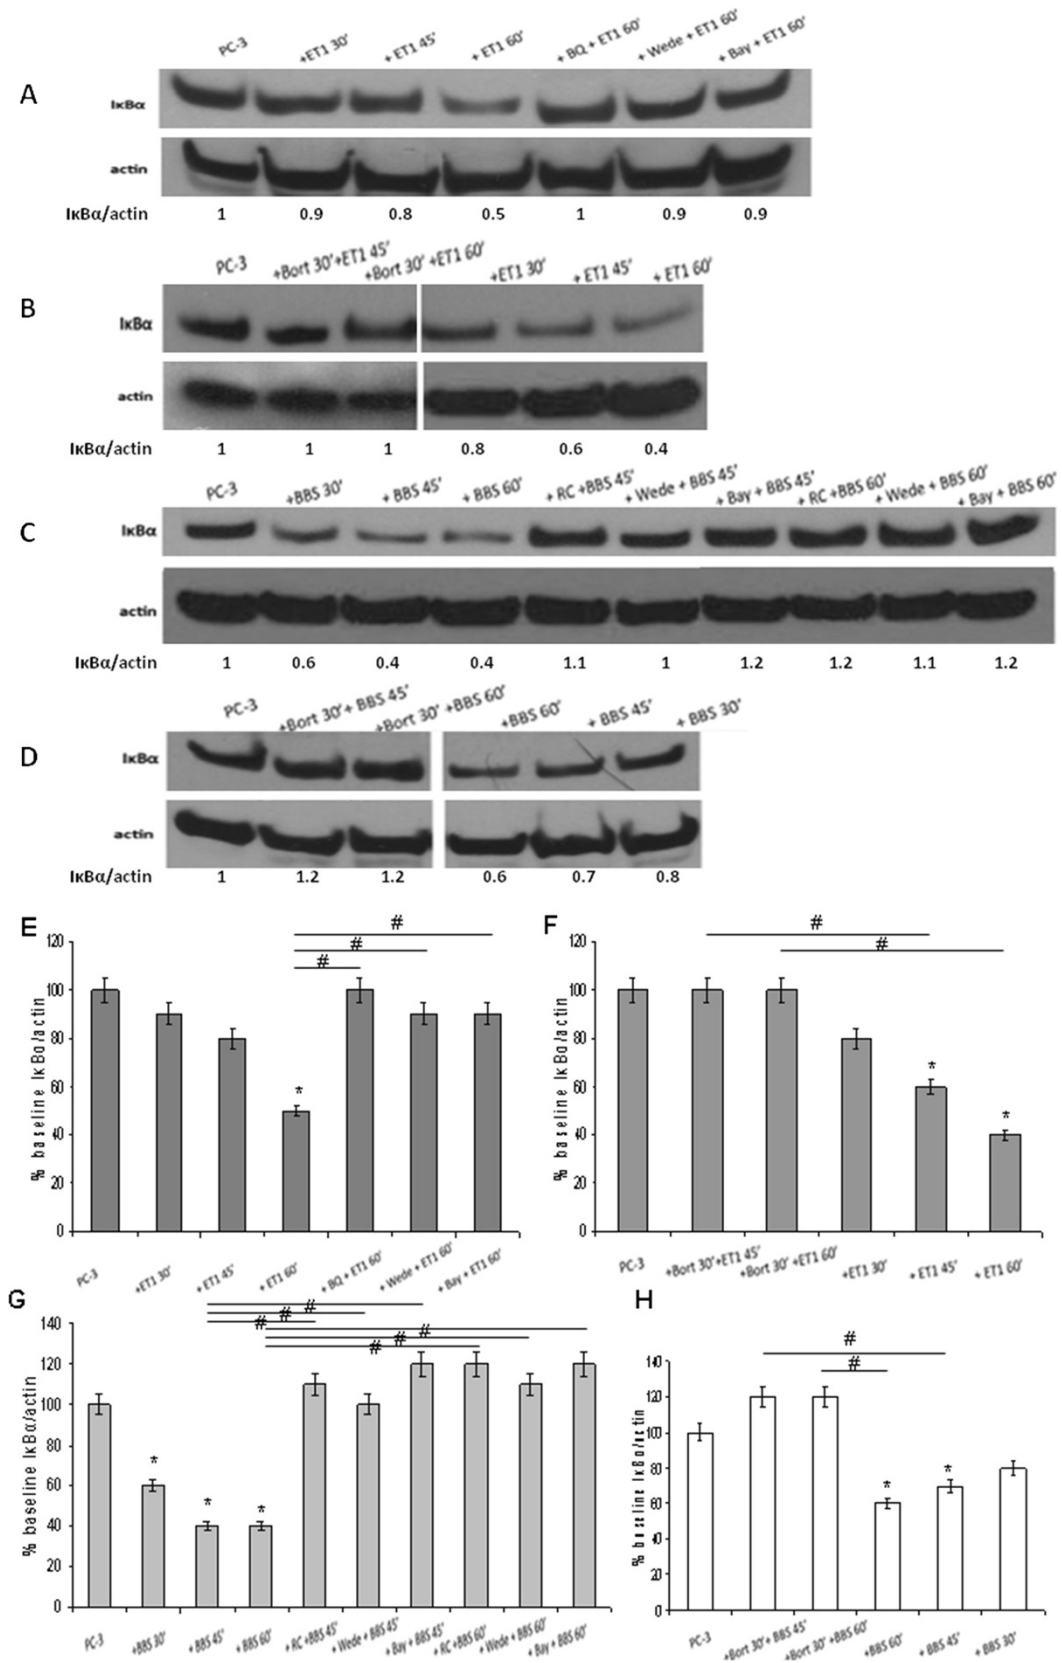 PC-3 +ET1 30' + ET1 45' + ET1 60' + BQ + ET1 60' + Wede + ET1 60' + Bay + ET1 60'
A
IκBα
actin
IκBα/actin 1 0.9 0.8 0.5 1 0.9 0.9
PC-3 +Bort 30'+ET1 45' +Bort 30' +ET1 60' +ET1 30' + ET1 45' + ET1 60'
B
IκBα
actin
IκBα/actin 1 1 1 0.8 0.6 0.4
PC-3 +BBS 30' + BBS 45' + BBS 60' + RC +BBS 45' + Wede + BBS 45' + Bay + BBS 45' + RC +BBS 60' + Wede + BBS 60' + Bay + BBS 60'
C
IκBα
actin
IκBα/actin 1 0.6 0.4 0.4 1.1 1 1.2 1.2 1.1 1.2
PC-3 +Bort 30'+ BBS 45' +Bort 30' +BBS 60' +BBS 60' + BBS 45' + BBS 30'
D
IκBα
actin
IκBα/actin 1 1.2 1.2 0.6 0.7 0.8
E
% baseline IκBα/actin
120
100
80
60
40
20
0
# # #
*
PC-3 +ET1 30' + ET1 45' + ET1 60' + BQ + ET1 60' + Wede + ET1 60' + Bay + ET1 60'
F
% baseline IκBα/actin
120
100
80
60
40
20
0
# #
* *
PC-3 +Bort 30'+ET1 45' +Bort 30' +ET1 60' +ET1 30' + ET1 45' + ET1 60'
G
% baseline IκBα/actin
140
120
100
80
60
40
20
0
# # #
# # #
* * *
PC-3 +BBS 30' + BBS 45' + BBS 60' + RC +BBS 45' + Wede + BBS 45' + Bay + BBS 45' + RC +BBS 60' + Wede + BBS 60' + Bay + BBS 60'
H
% baseline IκBα/actin
140
120
100
80
60
40
20
0
#
#
* *
PC-3 +Bort 30'+ BBS 45' +Bort 30' +BBS 60' +BBS 60' + BBS 45' + BBS 30'